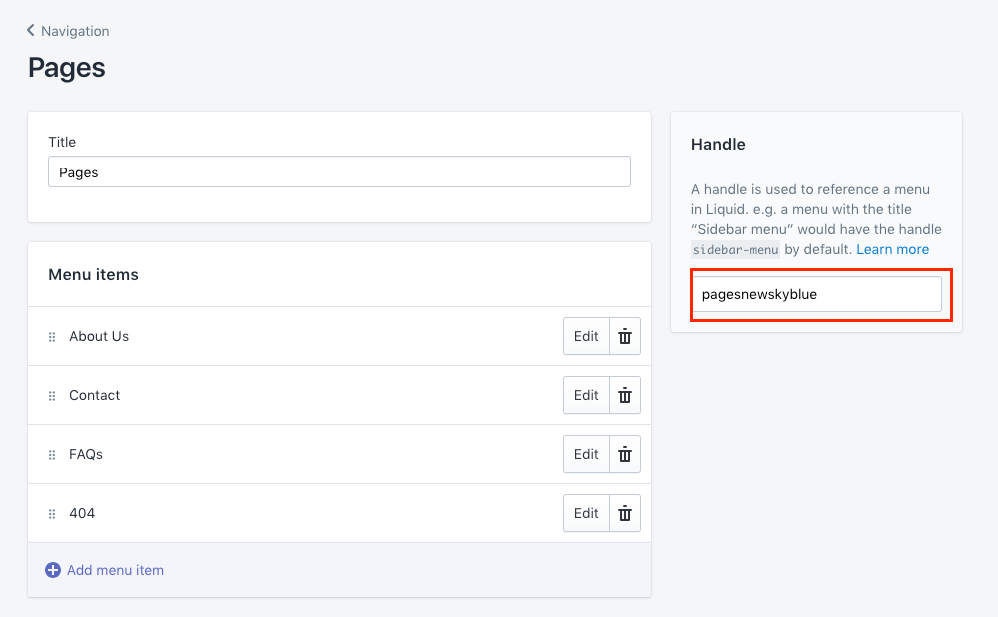 Navigation
Pages
Title
Pages
Menu items
About Us
Edit
Contact
Edit
FAQs
Edit
404
Edit
Add menu item
Handle
A handle is used to reference a menu
in Liquid. e.g. a menu with the title
“Sidebar menu” would have the handle
sidebar-menu by default. Learn more
pagesnewskyblue